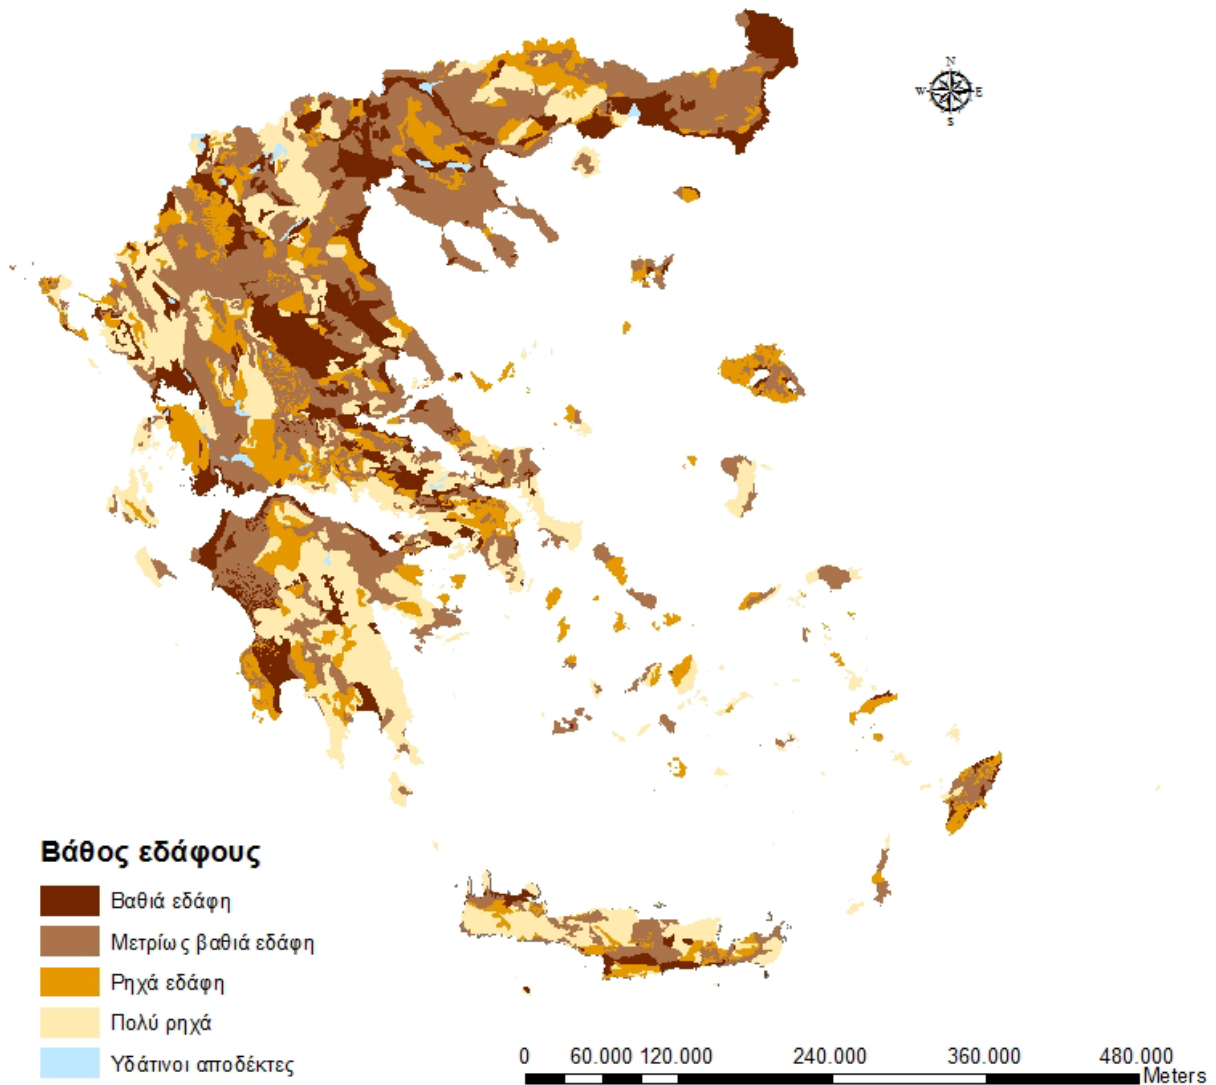 N
W E
S
Βάθος εδάφους
Βαθιά εδάφη
Μετρίως βαθιά εδάφη
Ρηχά εδάφη
Πολύ ρηχά
Υδάτινοι αποδέκτες
0 60.000 120.000 240.000 360.000 480.000
Meters